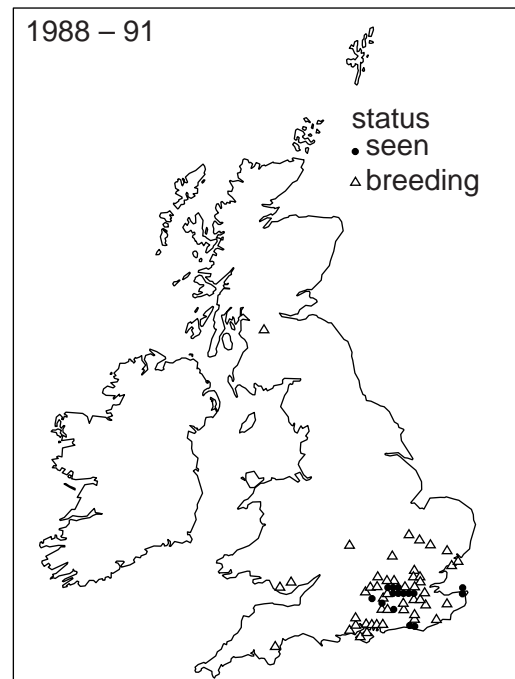 1988 – 91
status
seen
breeding